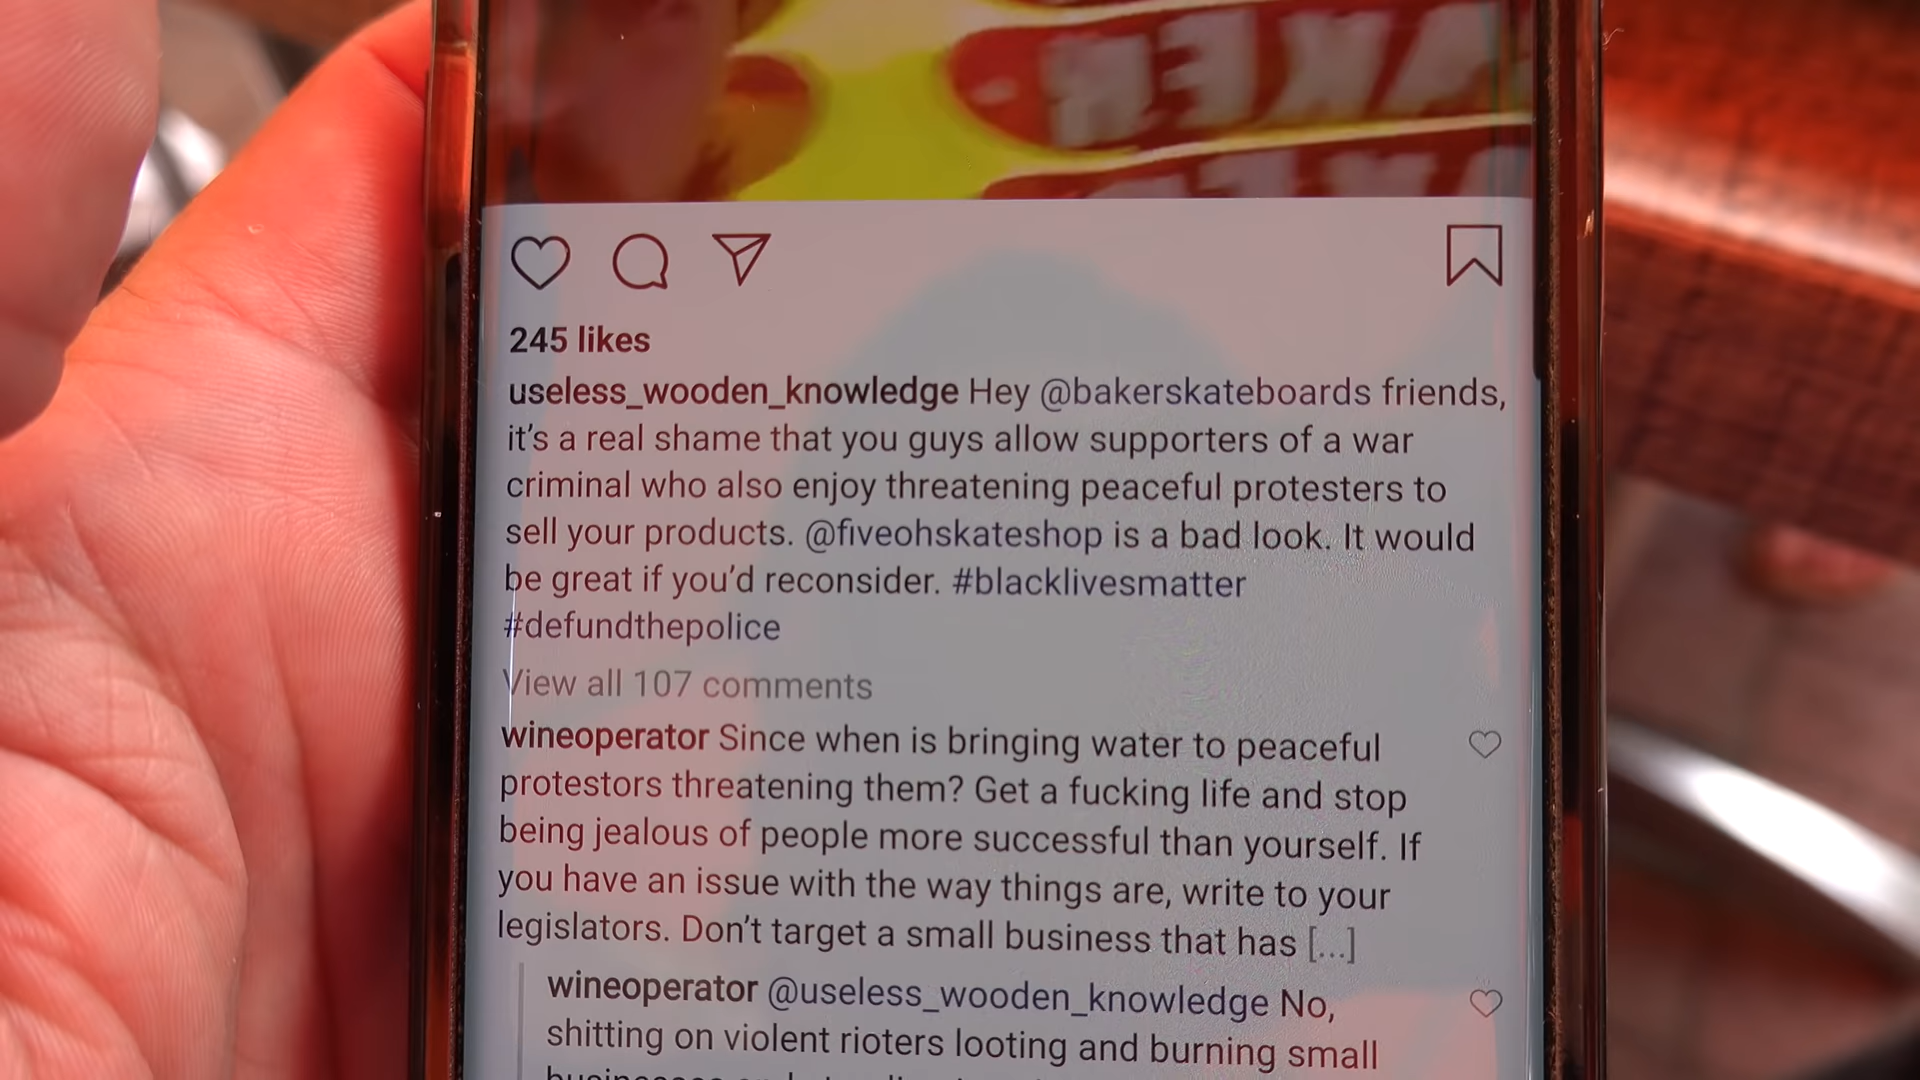 BAKER
BAKER
245 likes
useless_wooden_knowledge Hey @bakerskateboards friends,
it's a real shame that you guys allow supporters of a war
criminal who also enjoy threatening peaceful protesters to
sell your products. @fiveohskateshop is a bad look. It would
be great if you'd reconsider. #blacklivesmatter
#defundthepolice
View all 107 comments
wineoperator Since when is bringing water to peaceful
protestors threatening them? Get a fucking life and stop
being jealous of people more successful than yourself. If
you have an issue with the way things are, write to your
legislators. Don't target a small business that has [...]
wineoperator @useless_wooden_knowledge No,
shitting on violent rioters looting and burning small